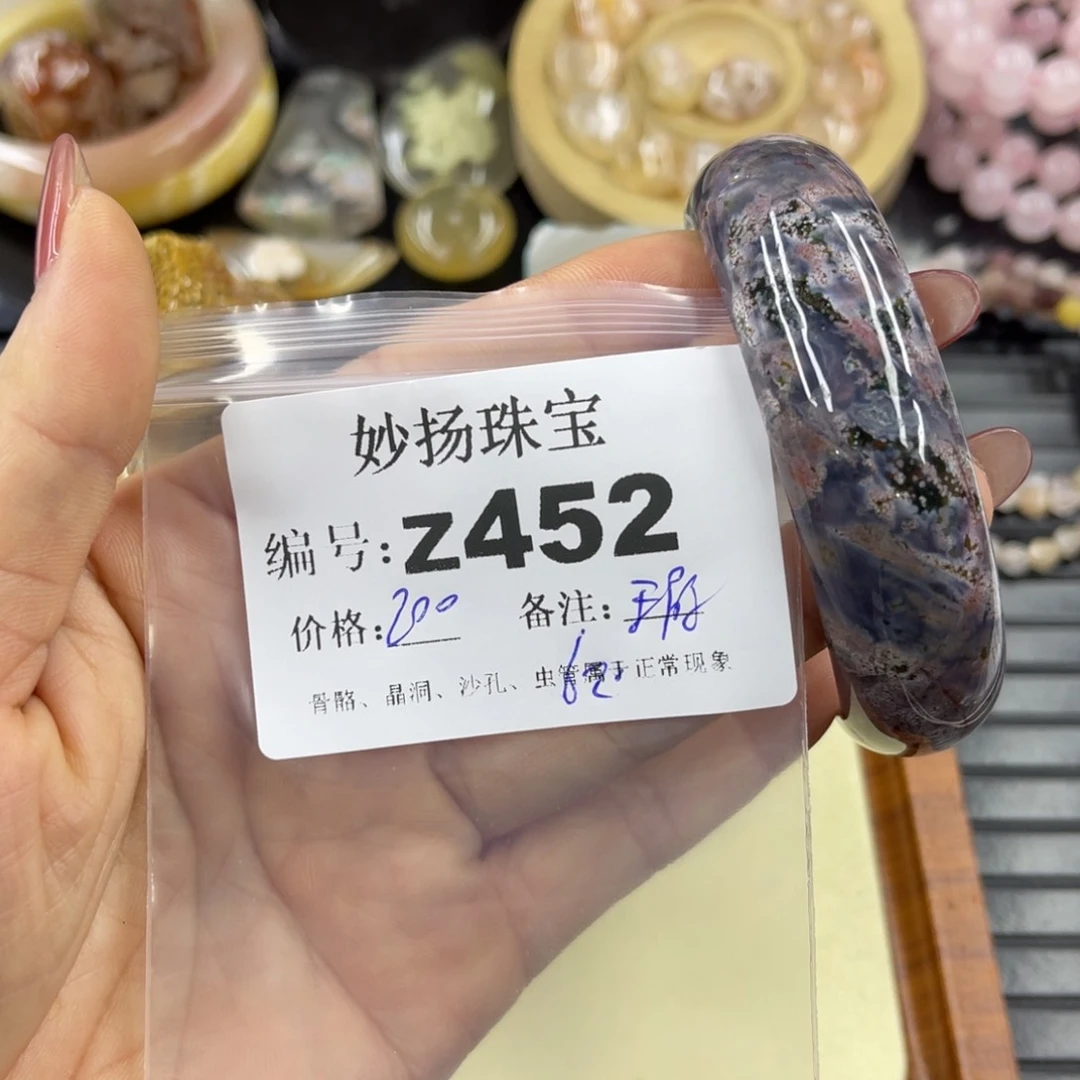 妙扬珠宝
编号:z452
价格:200 备注:
62
骨骼、晶洞、沙孔、虫管属于正常现象